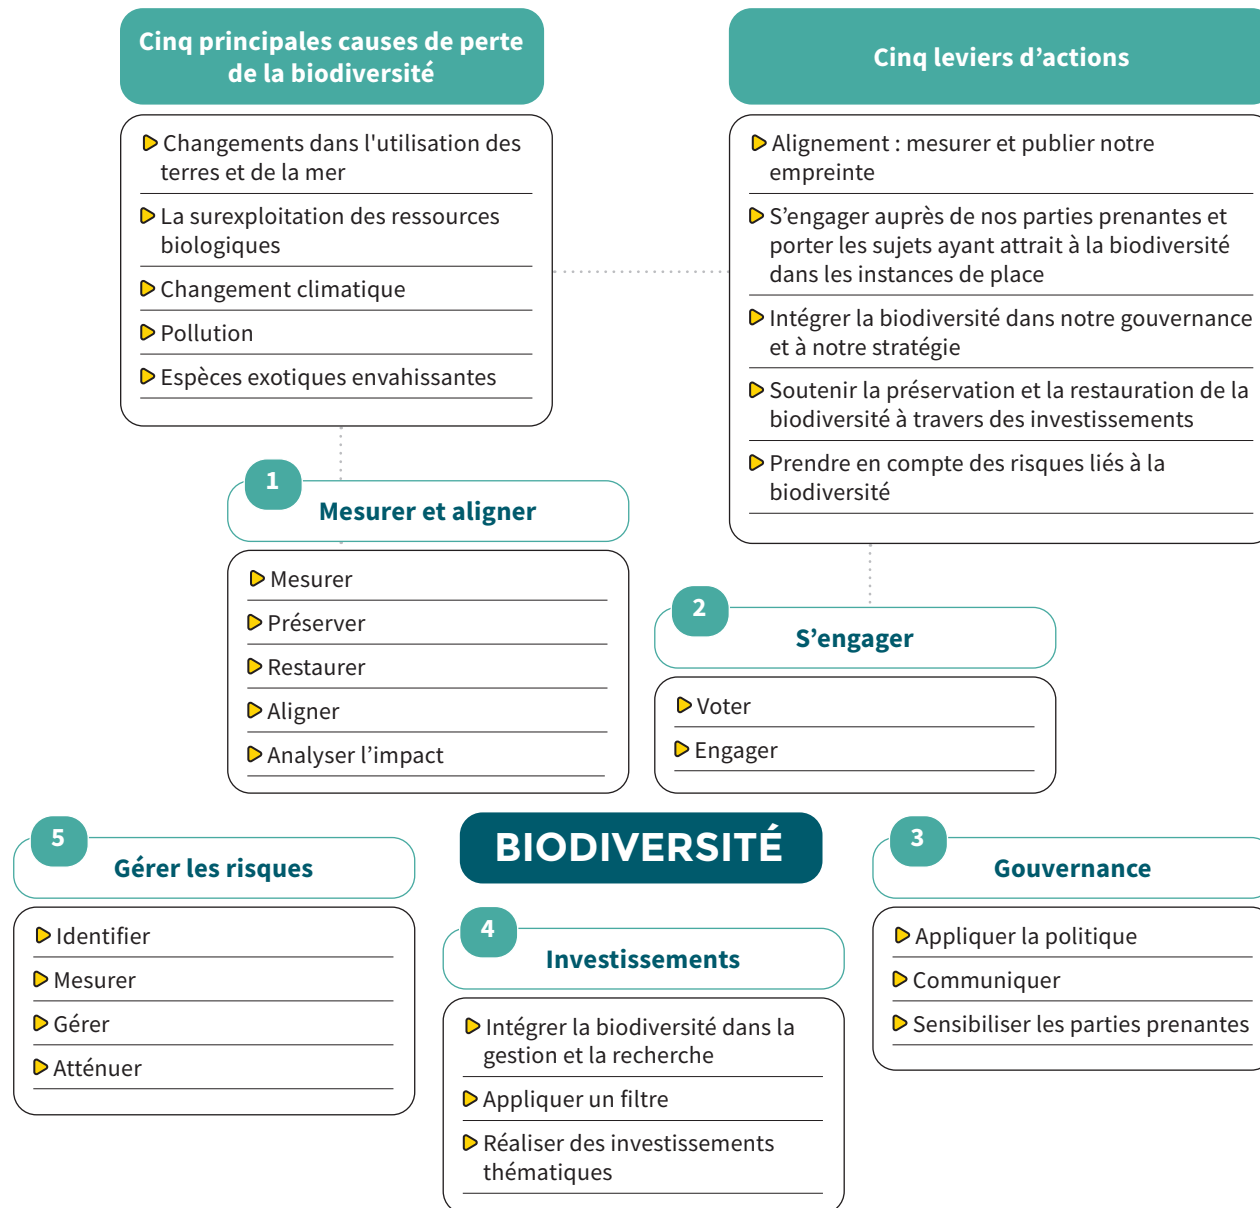 Cinq principales causes de perte
de la biodiversité
Changements dans l'utilisation des
terres et de la mer
La surexploitation des ressources
biologiques
Changement climatique
Pollution
Espèces exotiques envahissantes
Cinq leviers d’actions
Alignement : mesurer et publier notre
empreinte
S’engager auprès de nos parties prenantes et
porter les sujets ayant attrait à la biodiversité
dans les instances de place
Intégrer la biodiversité dans notre gouvernance
et à notre stratégie
Soutenir la préservation et la restauration de la
biodiversité à travers des investissements
Prendre en compte des risques liés à la
biodiversité
1
Mesurer et aligner
Mesurer
Préserver
Restaurer
Aligner
Analyser l’impact
2
S’engager
Voter
Engager
BIODIVERSITÉ
5
Gérer les risques
Identifier
Mesurer
Gérer
Atténuer
4
Investissements
Intégrer la biodiversité dans la
gestion et la recherche
Appliquer un filtre
Réaliser des investissements
thématiques
3
Gouvernance
Appliquer la politique
Communiquer
Sensibiliser les parties prenantes